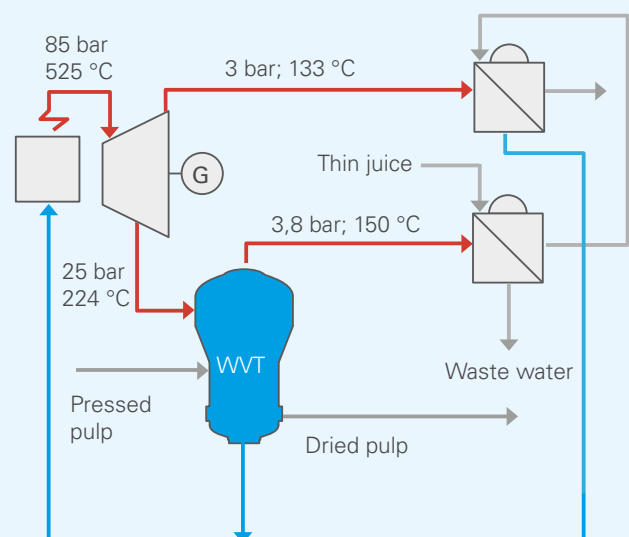 85 bar
525 °C
3 bar; 133 °C
G
Thin juice
3,8 bar; 150 °C
25 bar
224 °C
WVT
Waste water
Pressed
pulp
Dried pulp